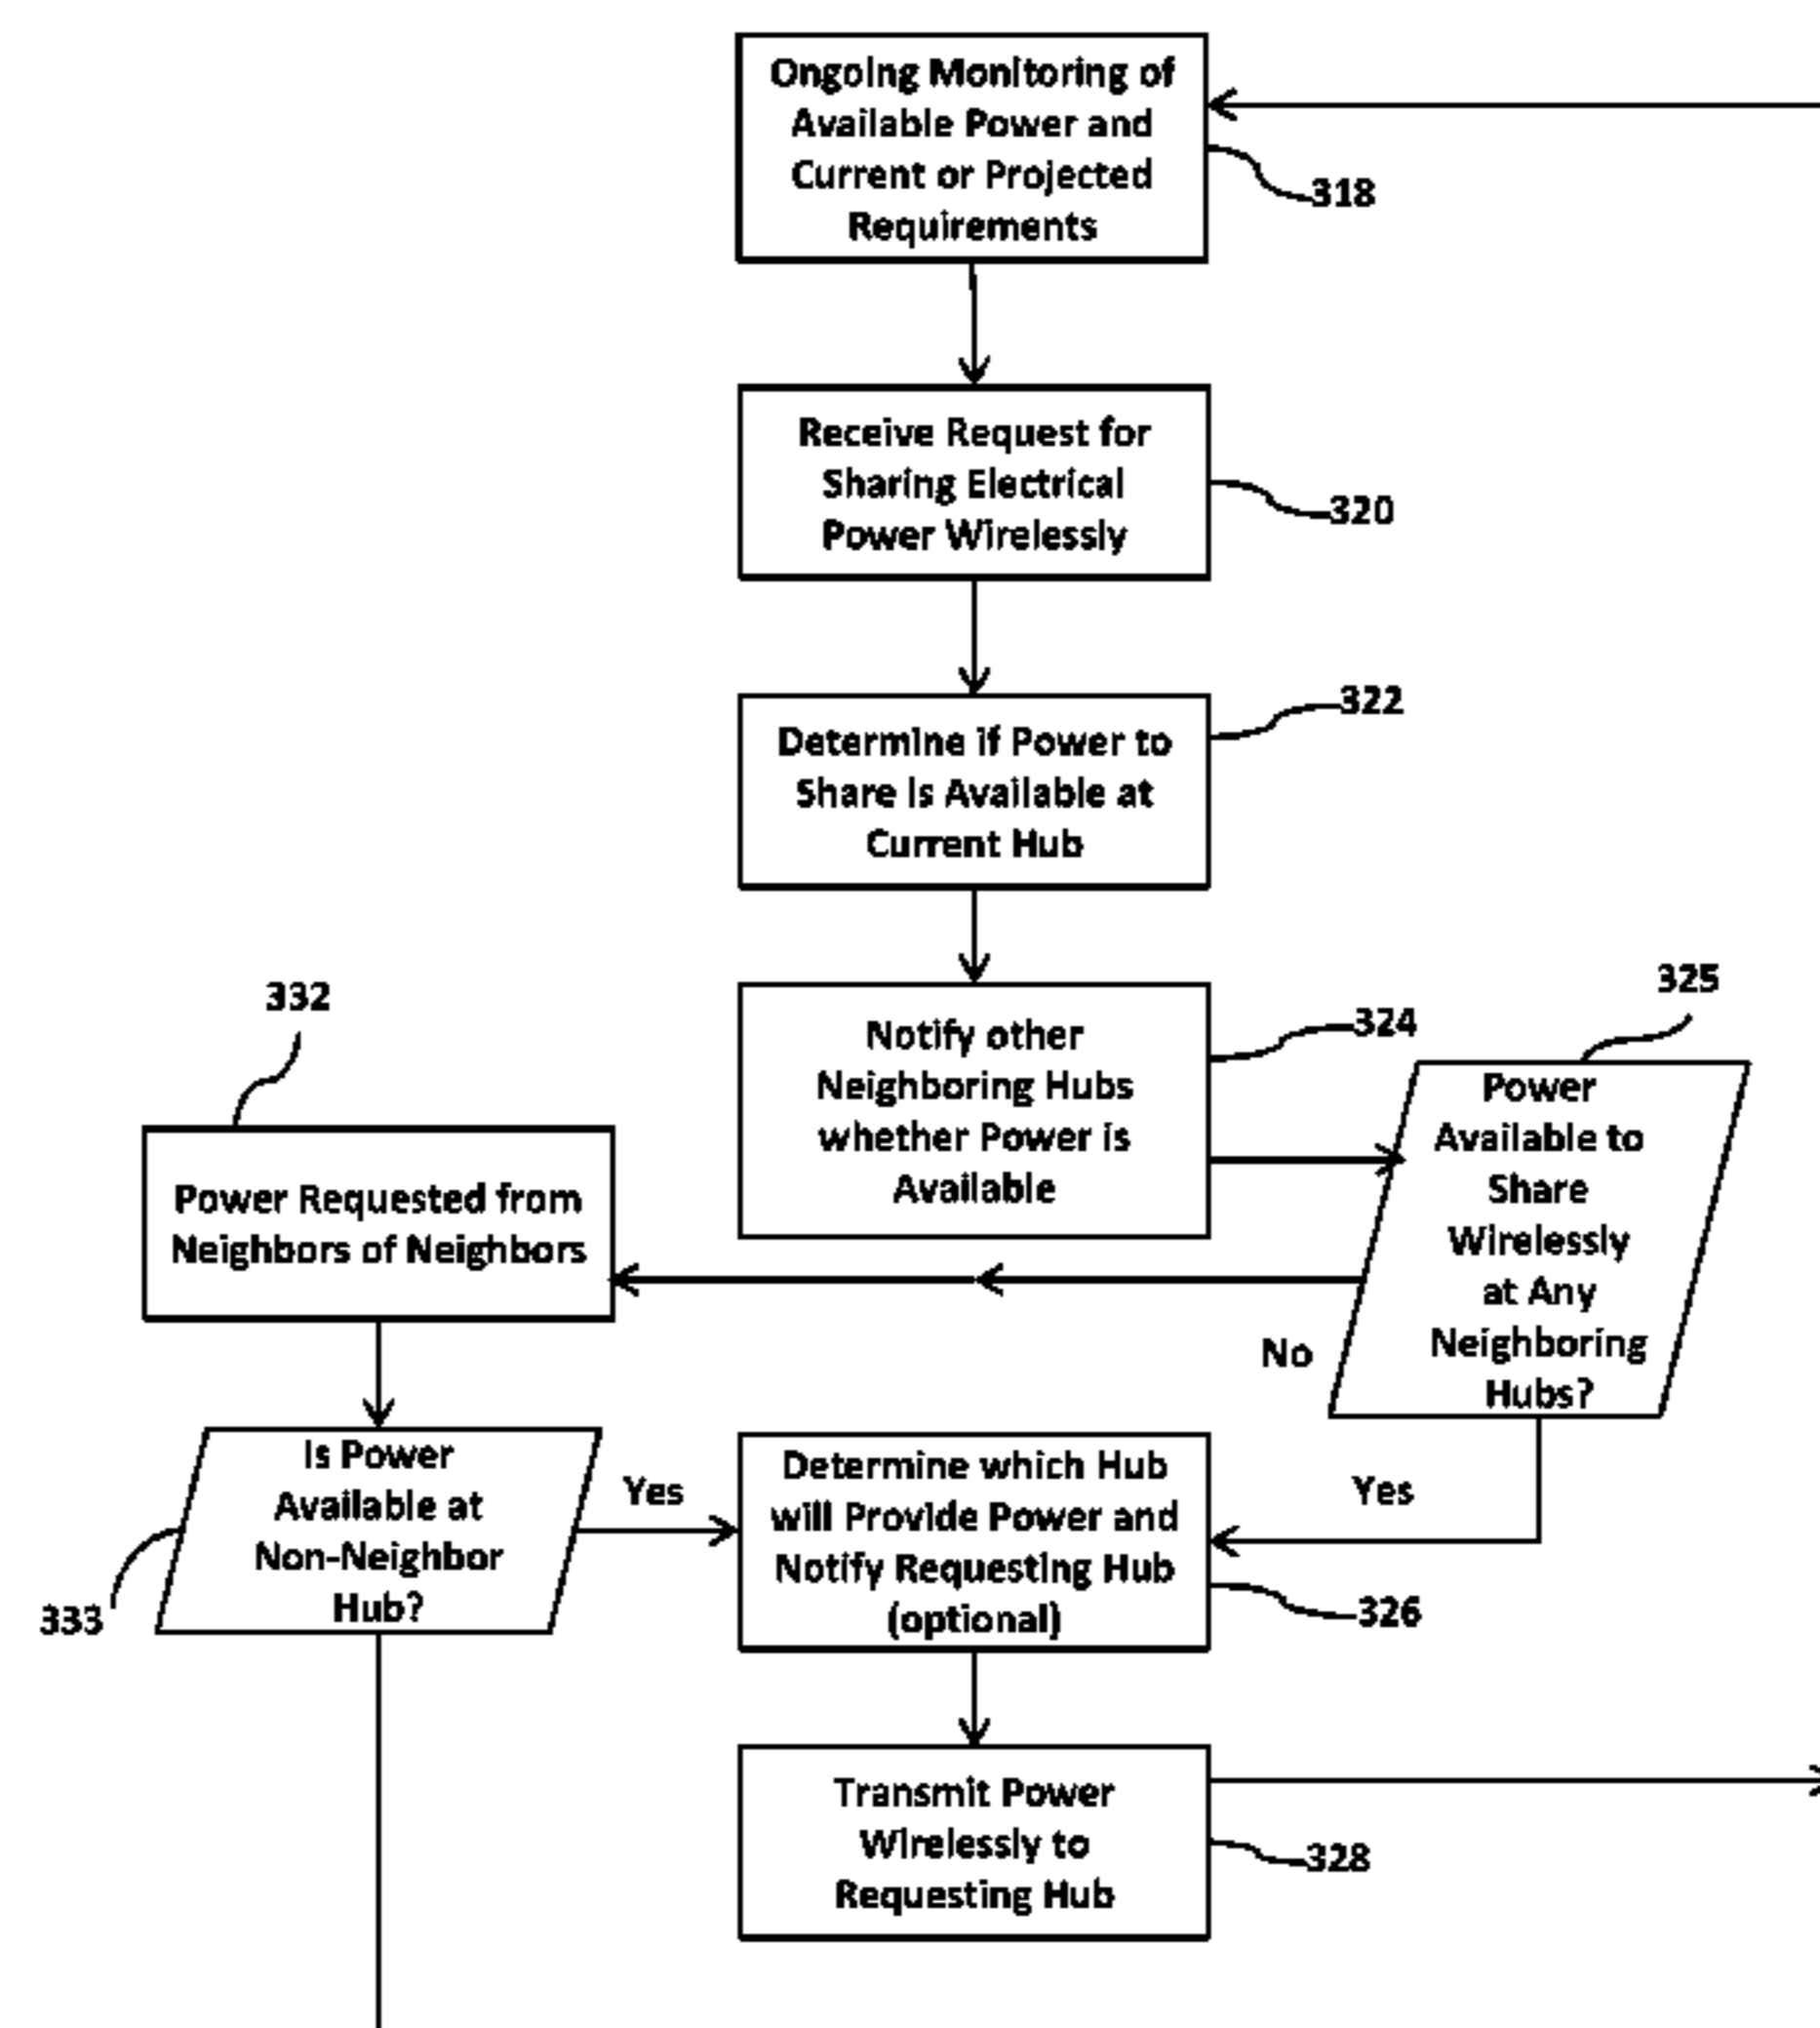 Ongoing Monitoring of
Available Power and
Current or Projected
Requirements
318
Receive Request for
Sharing Electrical
Power Wirelessly
320
322
Determine if Power to
Share is Available at
Current Hub
332
325
324
Notify other
Neighboring Hubs
whether Power is
Available
Power
Available to
Share
Wirelessly
at Any
Neighboring
Hubs?
Power Requested from
Neighbors of Neighbors
No
Is Power
Available at
Non-Neighbor
Hub?
333
Yes
Determine which Hub
will Provide Power and
Notify Requesting Hub
(optional)
Yes
326
Transmit Power
Wirelessly to
Requesting Hub
328